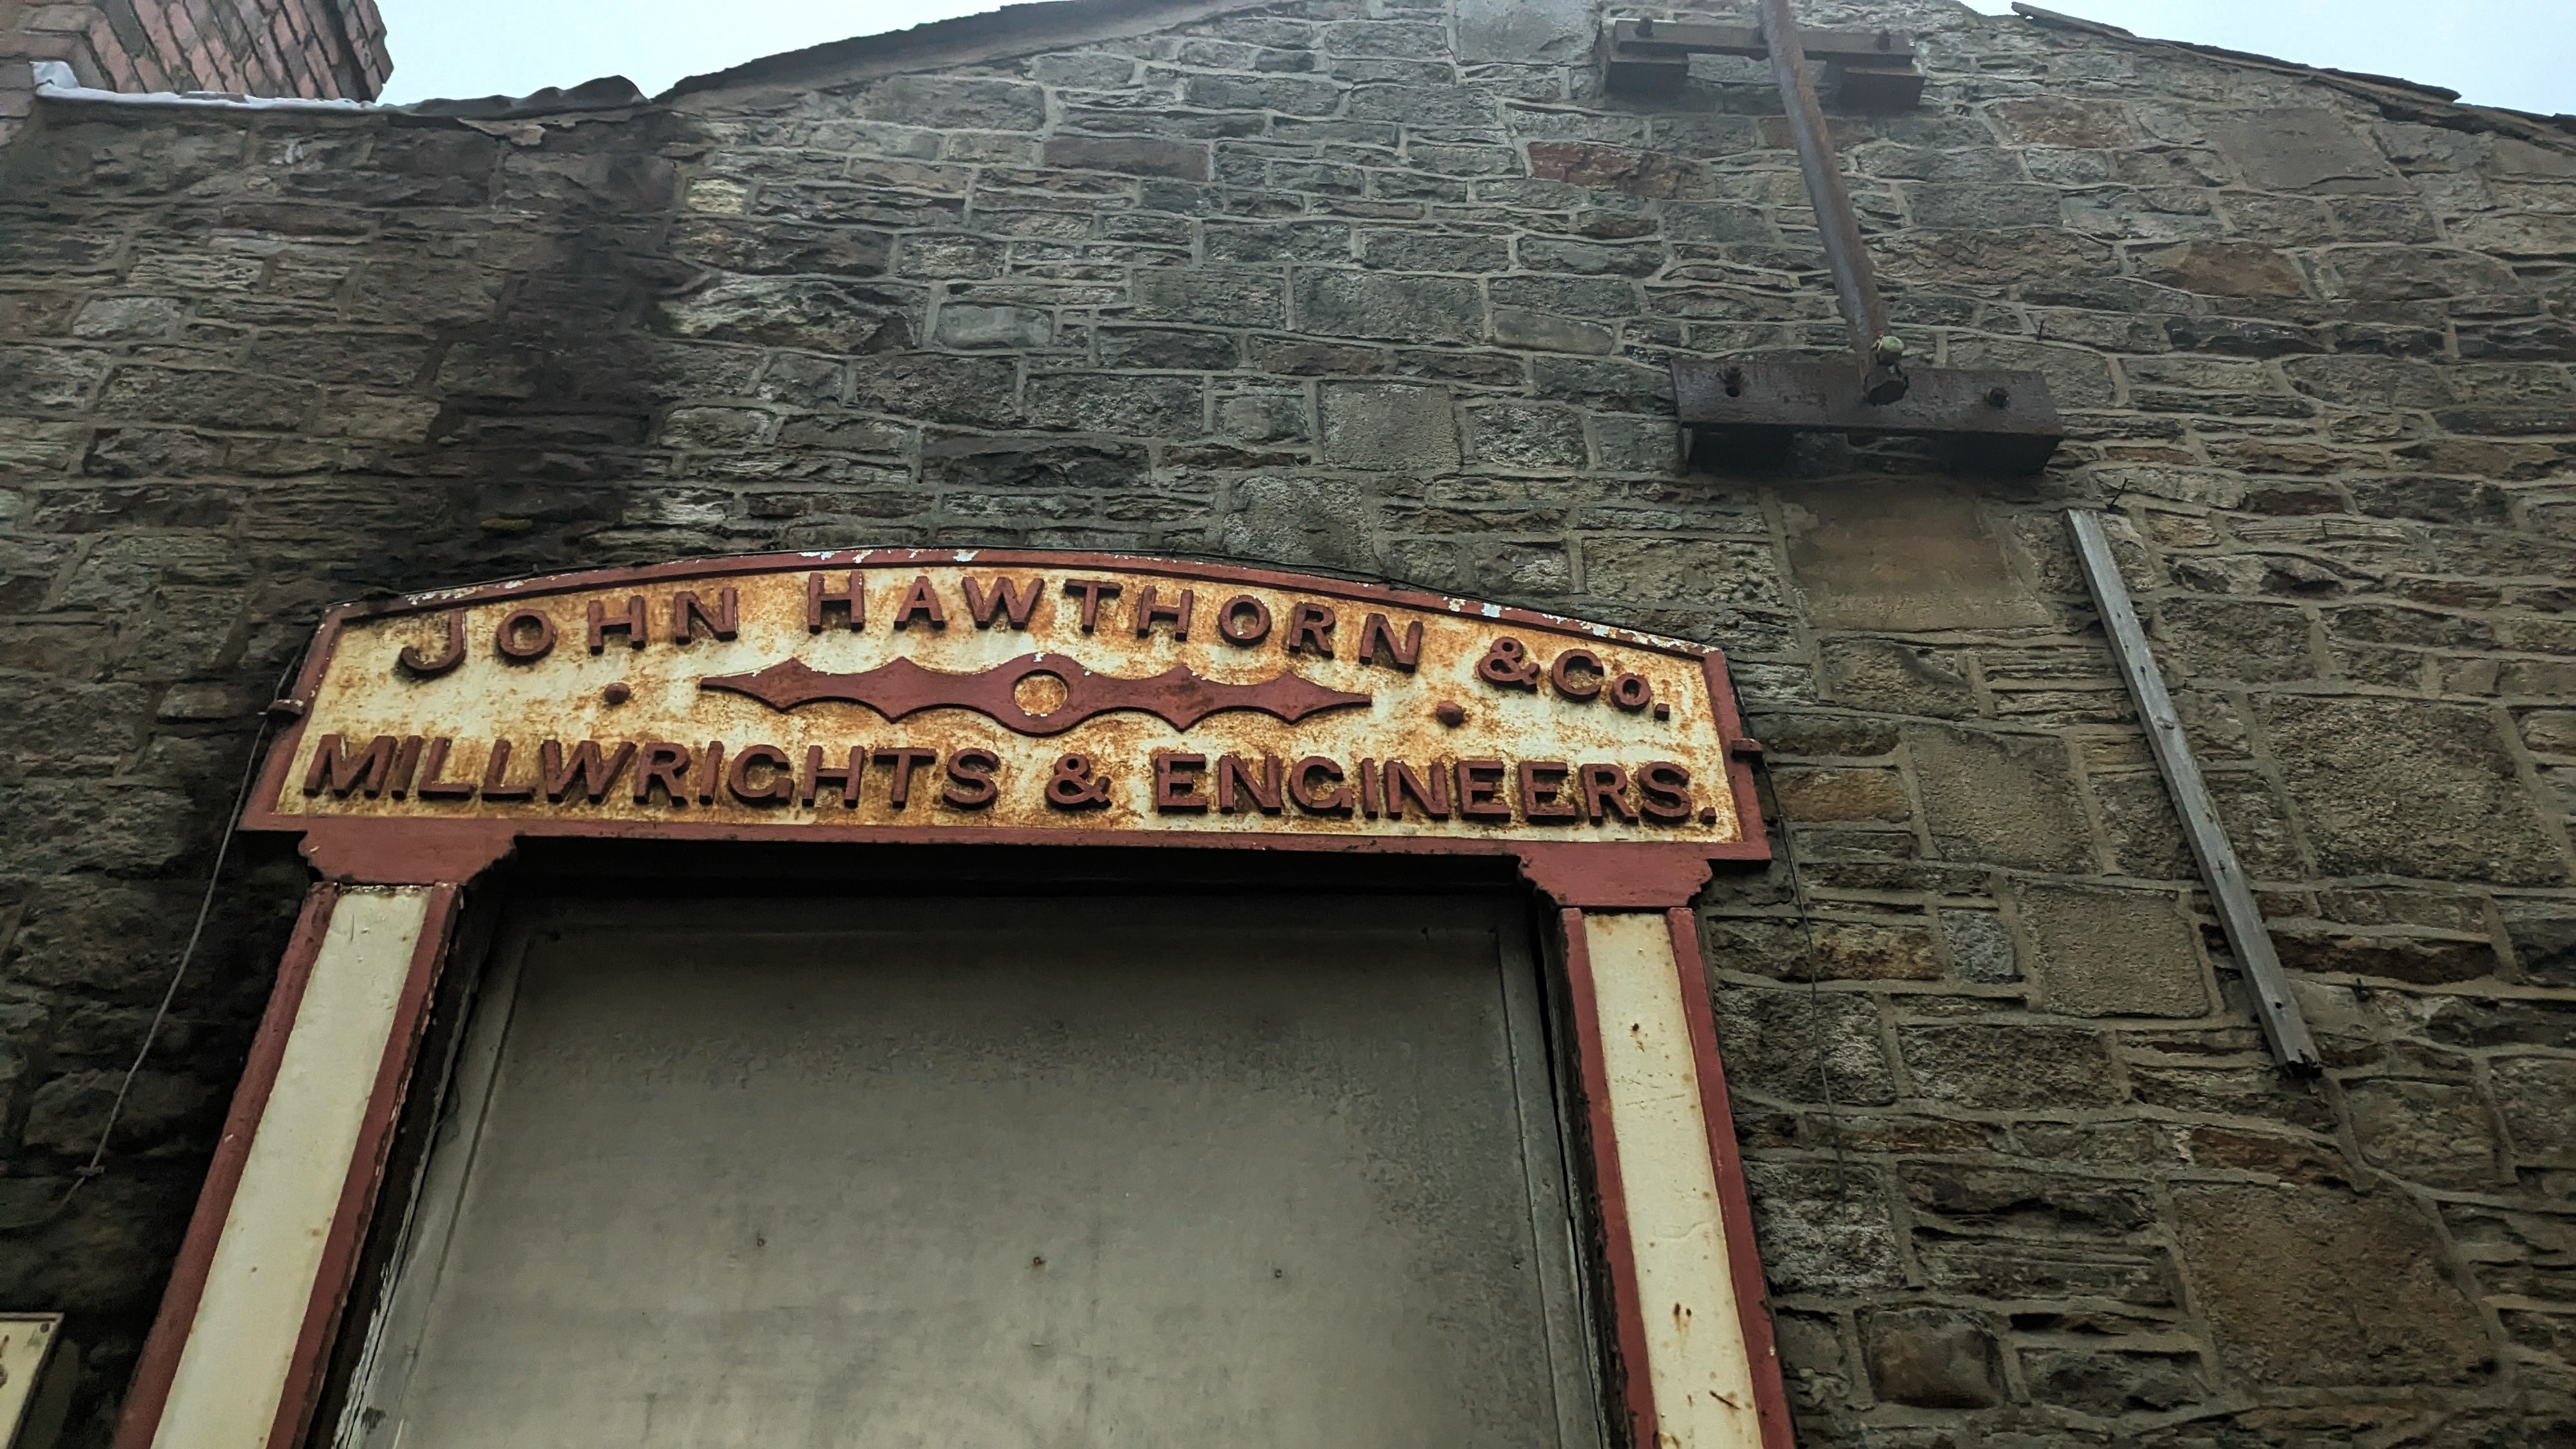 JOHN HAWTHORN & Co.
MILLWRIGHTS & ENGINEERS.